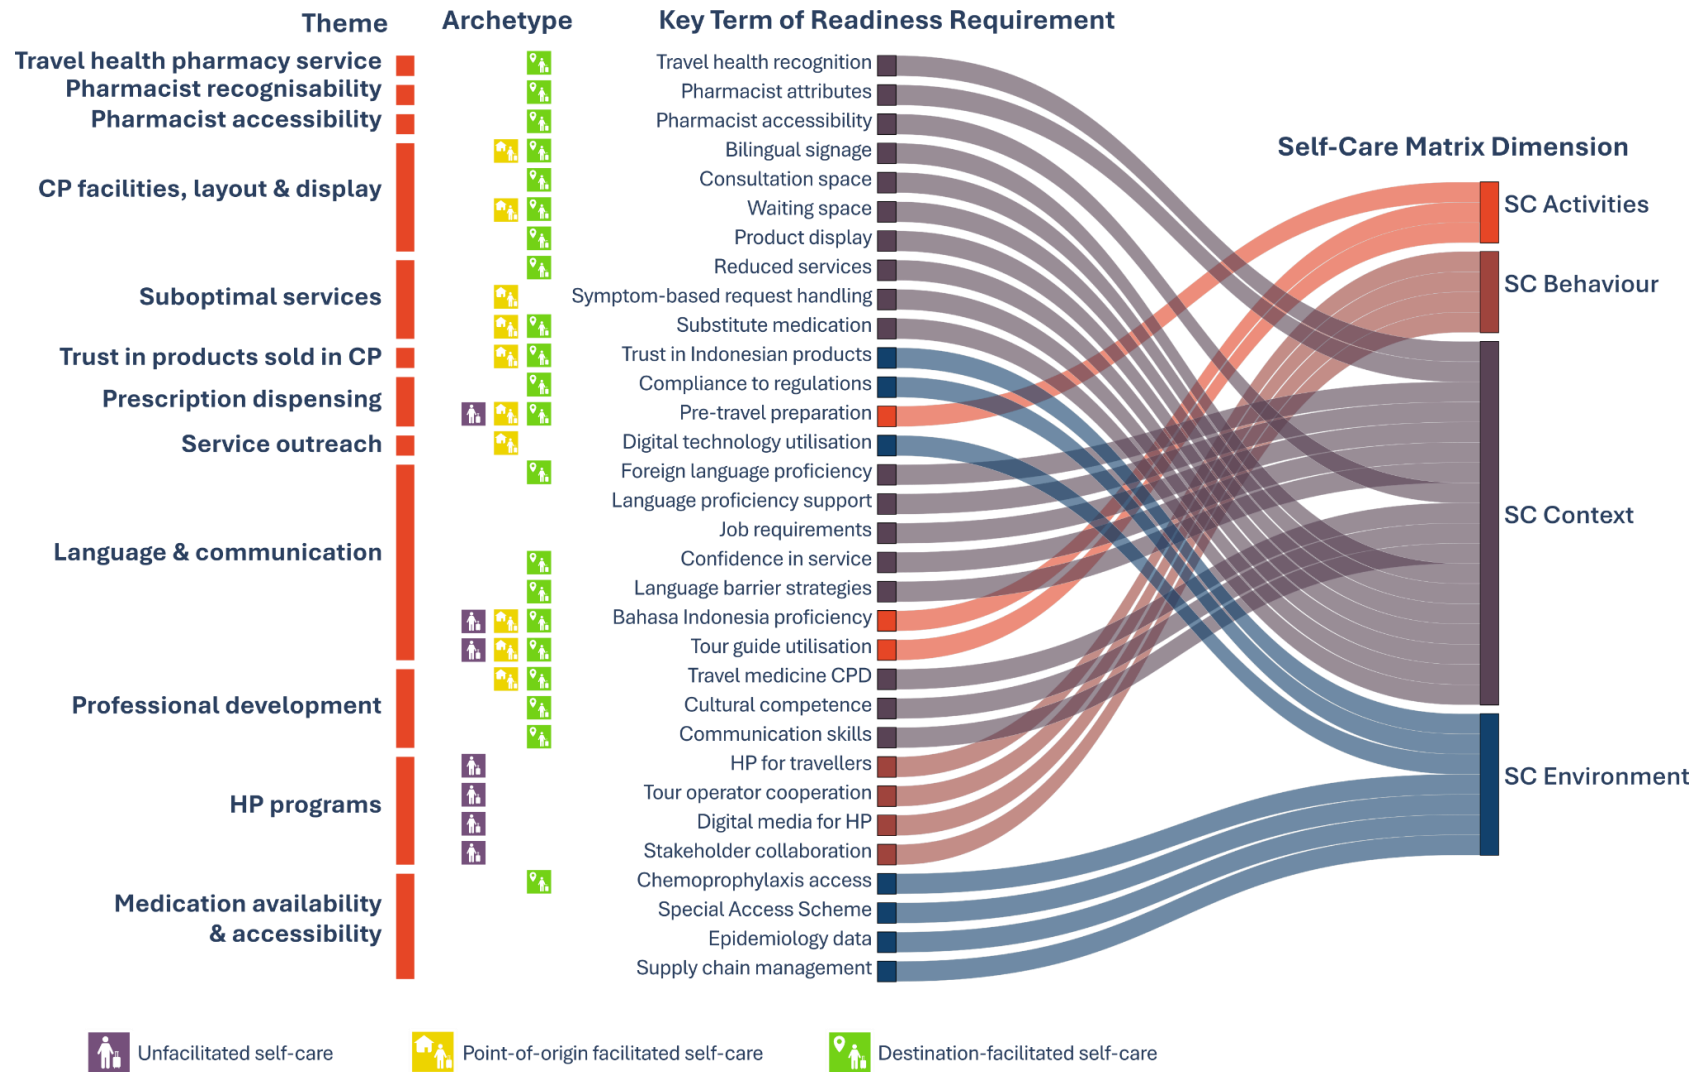 Theme
Archetype
Key Term of Readiness Requirement
Travel health pharmacy service
Pharmacist recognisability
Pharmacist accessibility
CP facilities, layout & display
Suboptimal services
Trust in products sold in CP
Prescription dispensing
Service outreach
Language & communication
Professional development
HP programs
Medication availability
& accessibility
Travel health recognition
Pharmacist attributes
Pharmacist accessibility
Bilingual signage
Consultation space
Waiting space
Product display
Reduced services
Symptom-based request handling
Substitute medication
Trust in Indonesian products
Compliance to regulations
Pre-travel preparation
Digital technology utilisation
Foreign language proficiency
Language proficiency support
Job requirements
Confidence in service
Language barrier strategies
Bahasa Indonesia proficiency
Tour guide utilisation
Travel medicine CPD
Cultural competence
Communication skills
HP for travellers
Tour operator cooperation
Digital media for HP
Stakeholder collaboration
Chemoprophylaxis access
Special Access Scheme
Epidemiology data
Supply chain management
Self-Care Matrix Dimension
SC Activities
SC Behaviour
SC Context
SC Environment
Unfacilitated self-care
Point-of-origin facilitated self-care
Destination-facilitated self-care